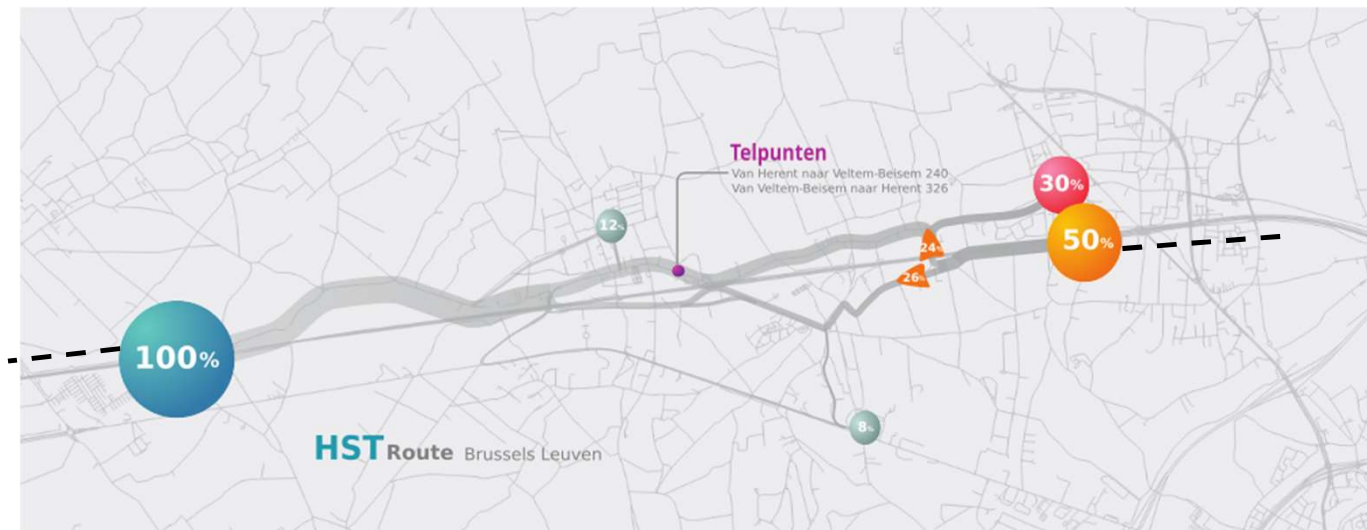 Telpunten
Van Herent naar Veltem-Beisem 240
Van Veltem-Beisem naar Herent 326
30%
12%
50%
24%
26%
100%
8%
HST Route Brussels Leuven